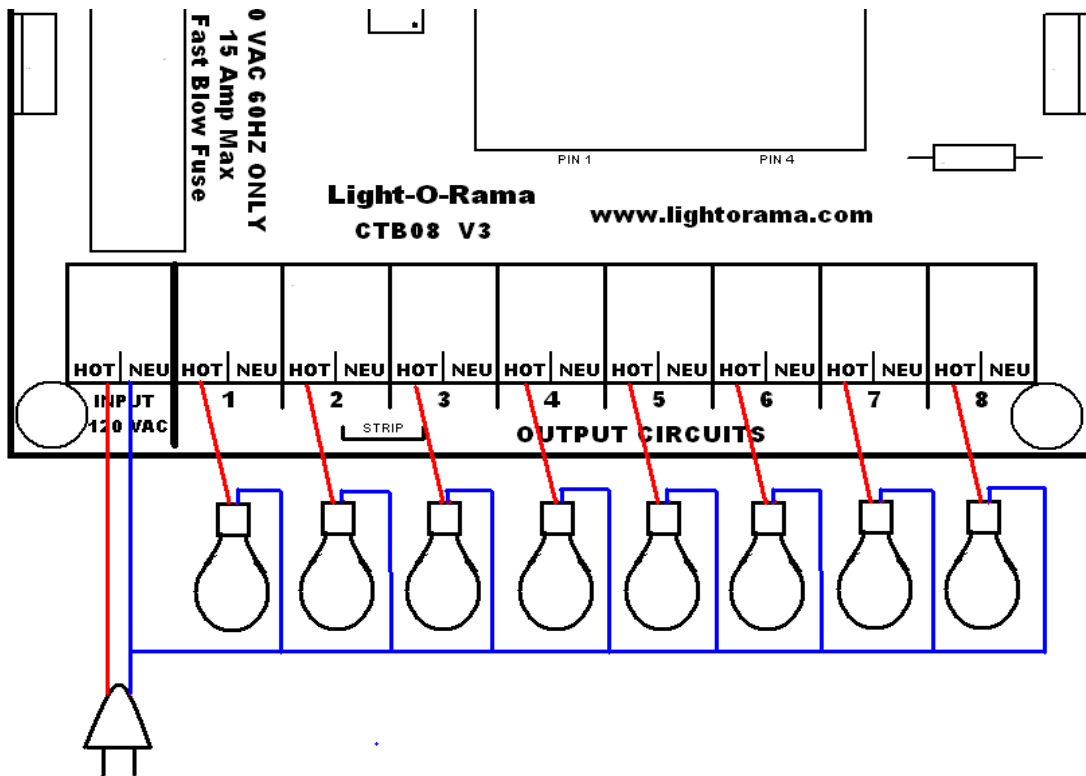 0 VAC 60HZ ONLY
15 Amp Max
Fast Blow Fuse
PIN 1 PIN 4
Light-O-Rama
CTB08 V3
www.lightorama.com
HOT NEU HOT NEU HOT NEU HOT NEU HOT NEU HOT NEU HOT NEU HOT NEU HOT NEU
INPUT 1 2 3 4 5 6 7 8
120 VAC STRIP OUTPUT CIRCUITS